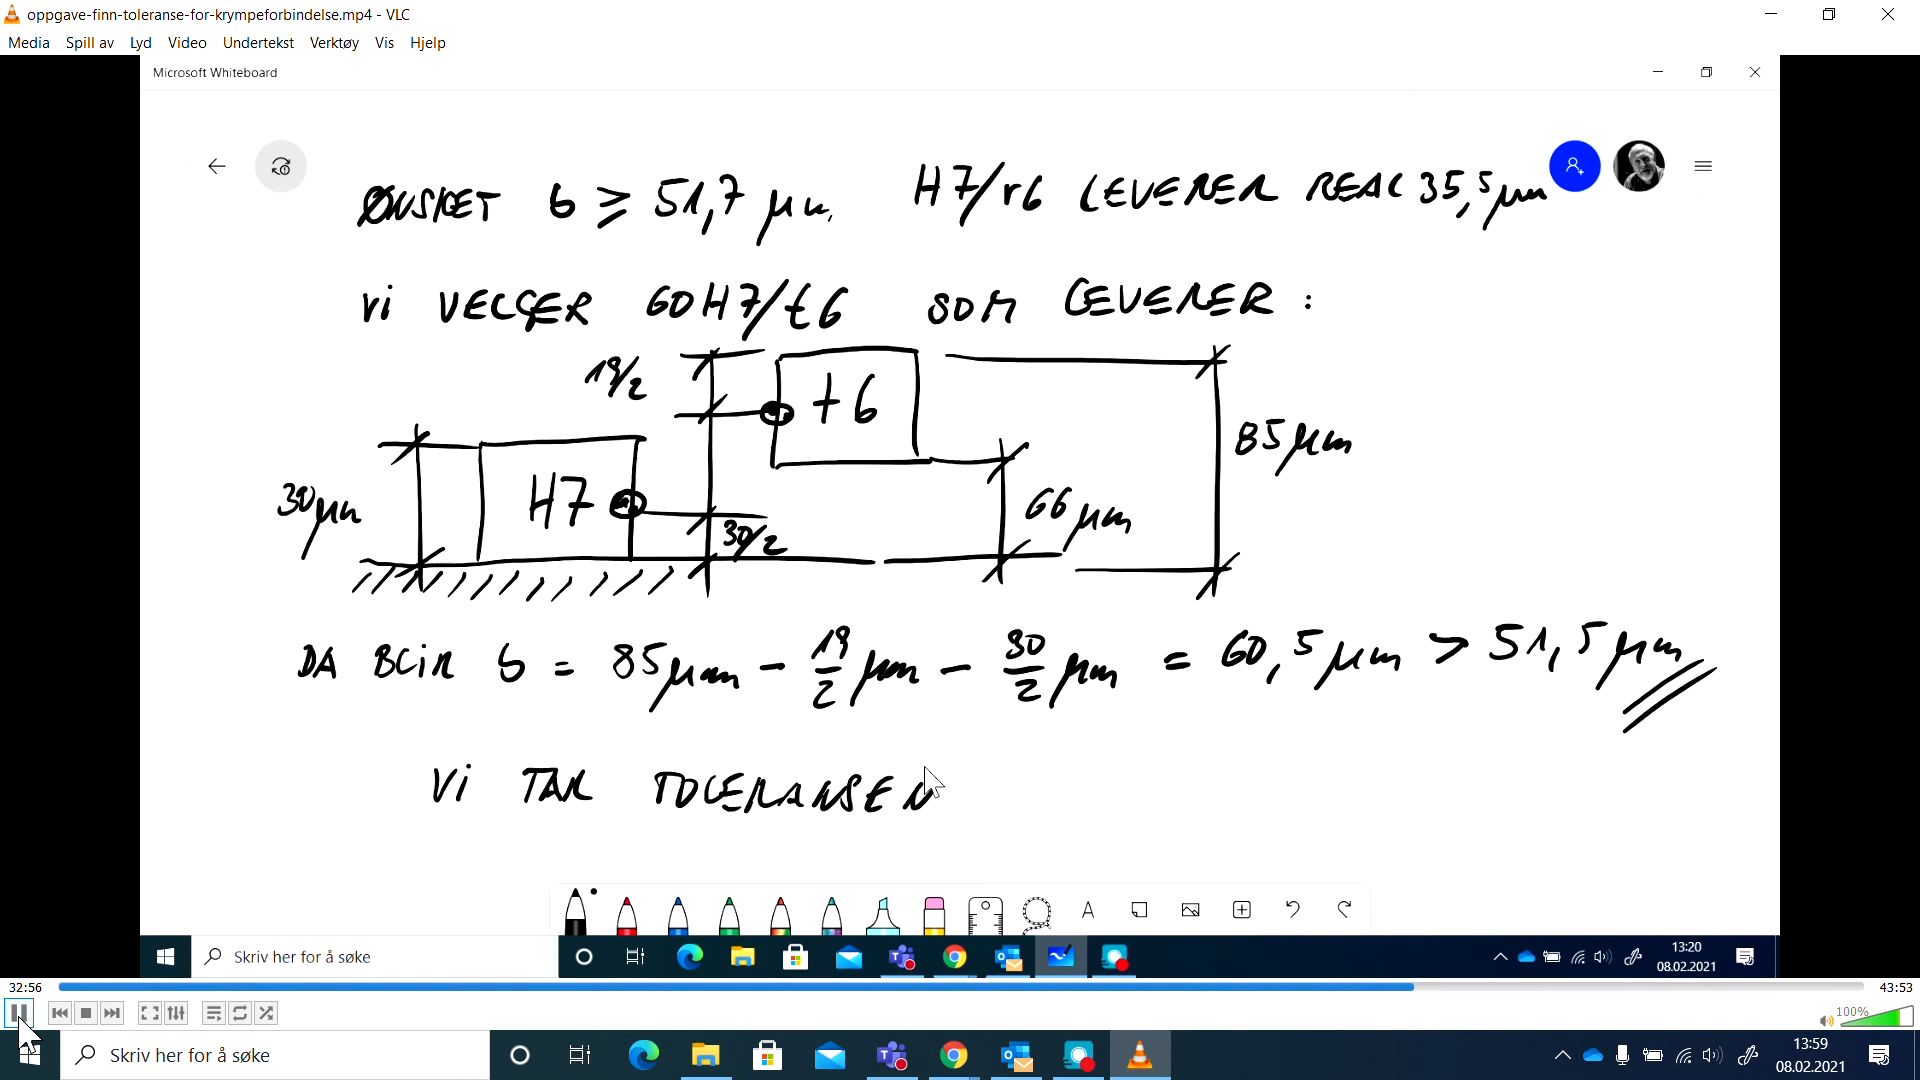 oppgave-finn-toleranse-for-krympeforbindelse.mp4 - VLC
Media Spill av Lyd Video Undertekst Verktøy Vis Hjelp
Microsoft Whiteboard
ØNSKET δ ≥ 51,7 μm. H7/r6 LEVERER REAL 35,5 μm
Vi VELGER 60H7/t6 SOM LEVERER :
19/2
t6
85 μm
30 μm
H7
30/2
66 μm
DA BLIR δ = 85 μm - 19/2 μm - 30/2 μm = 60,5 μm > 51,5 μm
Vi TAR TOLERANSEN
A
Skriv her for å søke
13:20
08.02.2021
32:56
43:53
100%
Skriv her for å søke
13:59
08.02.2021